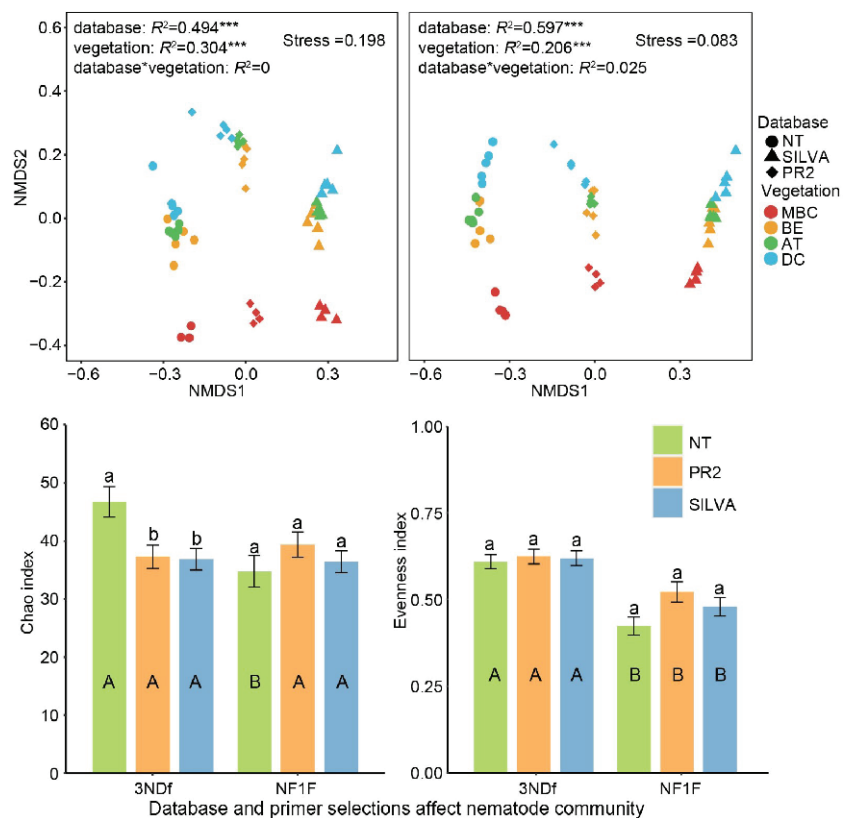 database: R²=0.494***
vegetation: R²=0.304***
database*vegetation: R²=0
Stress =0.198
database: R²=0.597***
vegetation: R²=0.206***
database*vegetation: R²=0.025
Stress =0.083
NMDS2
0.6
0.4
0.2
0.0
−0.2
−0.4
−0.6
−0.3
0.0
0.3
NMDS1
−0.6
−0.3
0.0
0.3
NMDS1
Database
NT
SILVA
PR2
Vegetation
MBC
BE
AT
DC
Chao index
60
50
40
30
20
10
0
a
b
b
a
a
a
A
A
A
B
A
A
3NDf
NF1F
Evenness index
1.00
0.75
0.50
0.25
0.00
NT
PR2
SILVA
a
a
a
a
a
a
A
A
A
B
B
B
3NDf
NF1F
Database and primer selections affect nematode community